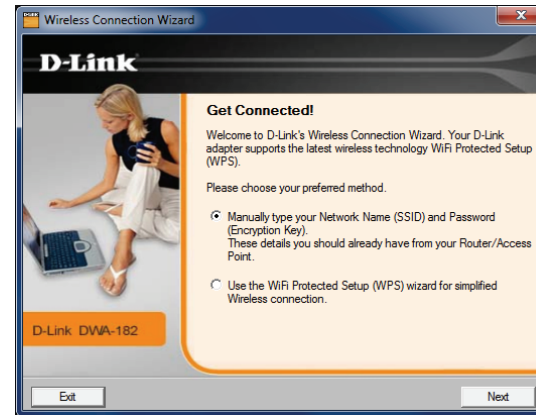 Wireless Connection Wizard
D-Link
Get Connected!
Welcome to D-Link's Wireless Connection Wizard. Your D-Link
adapter supports the latest wireless technology WiFi Protected Setup
(WPS).
Please choose your preferred method.
Manually type your Network Name (SSID) and Password
(Encryption Key).
These details you should already have from your Router/Access
Point.
Use the WiFi Protected Setup (WPS) wizard for simplified
Wireless connection.
D-Link DWA-182
Exit
Next